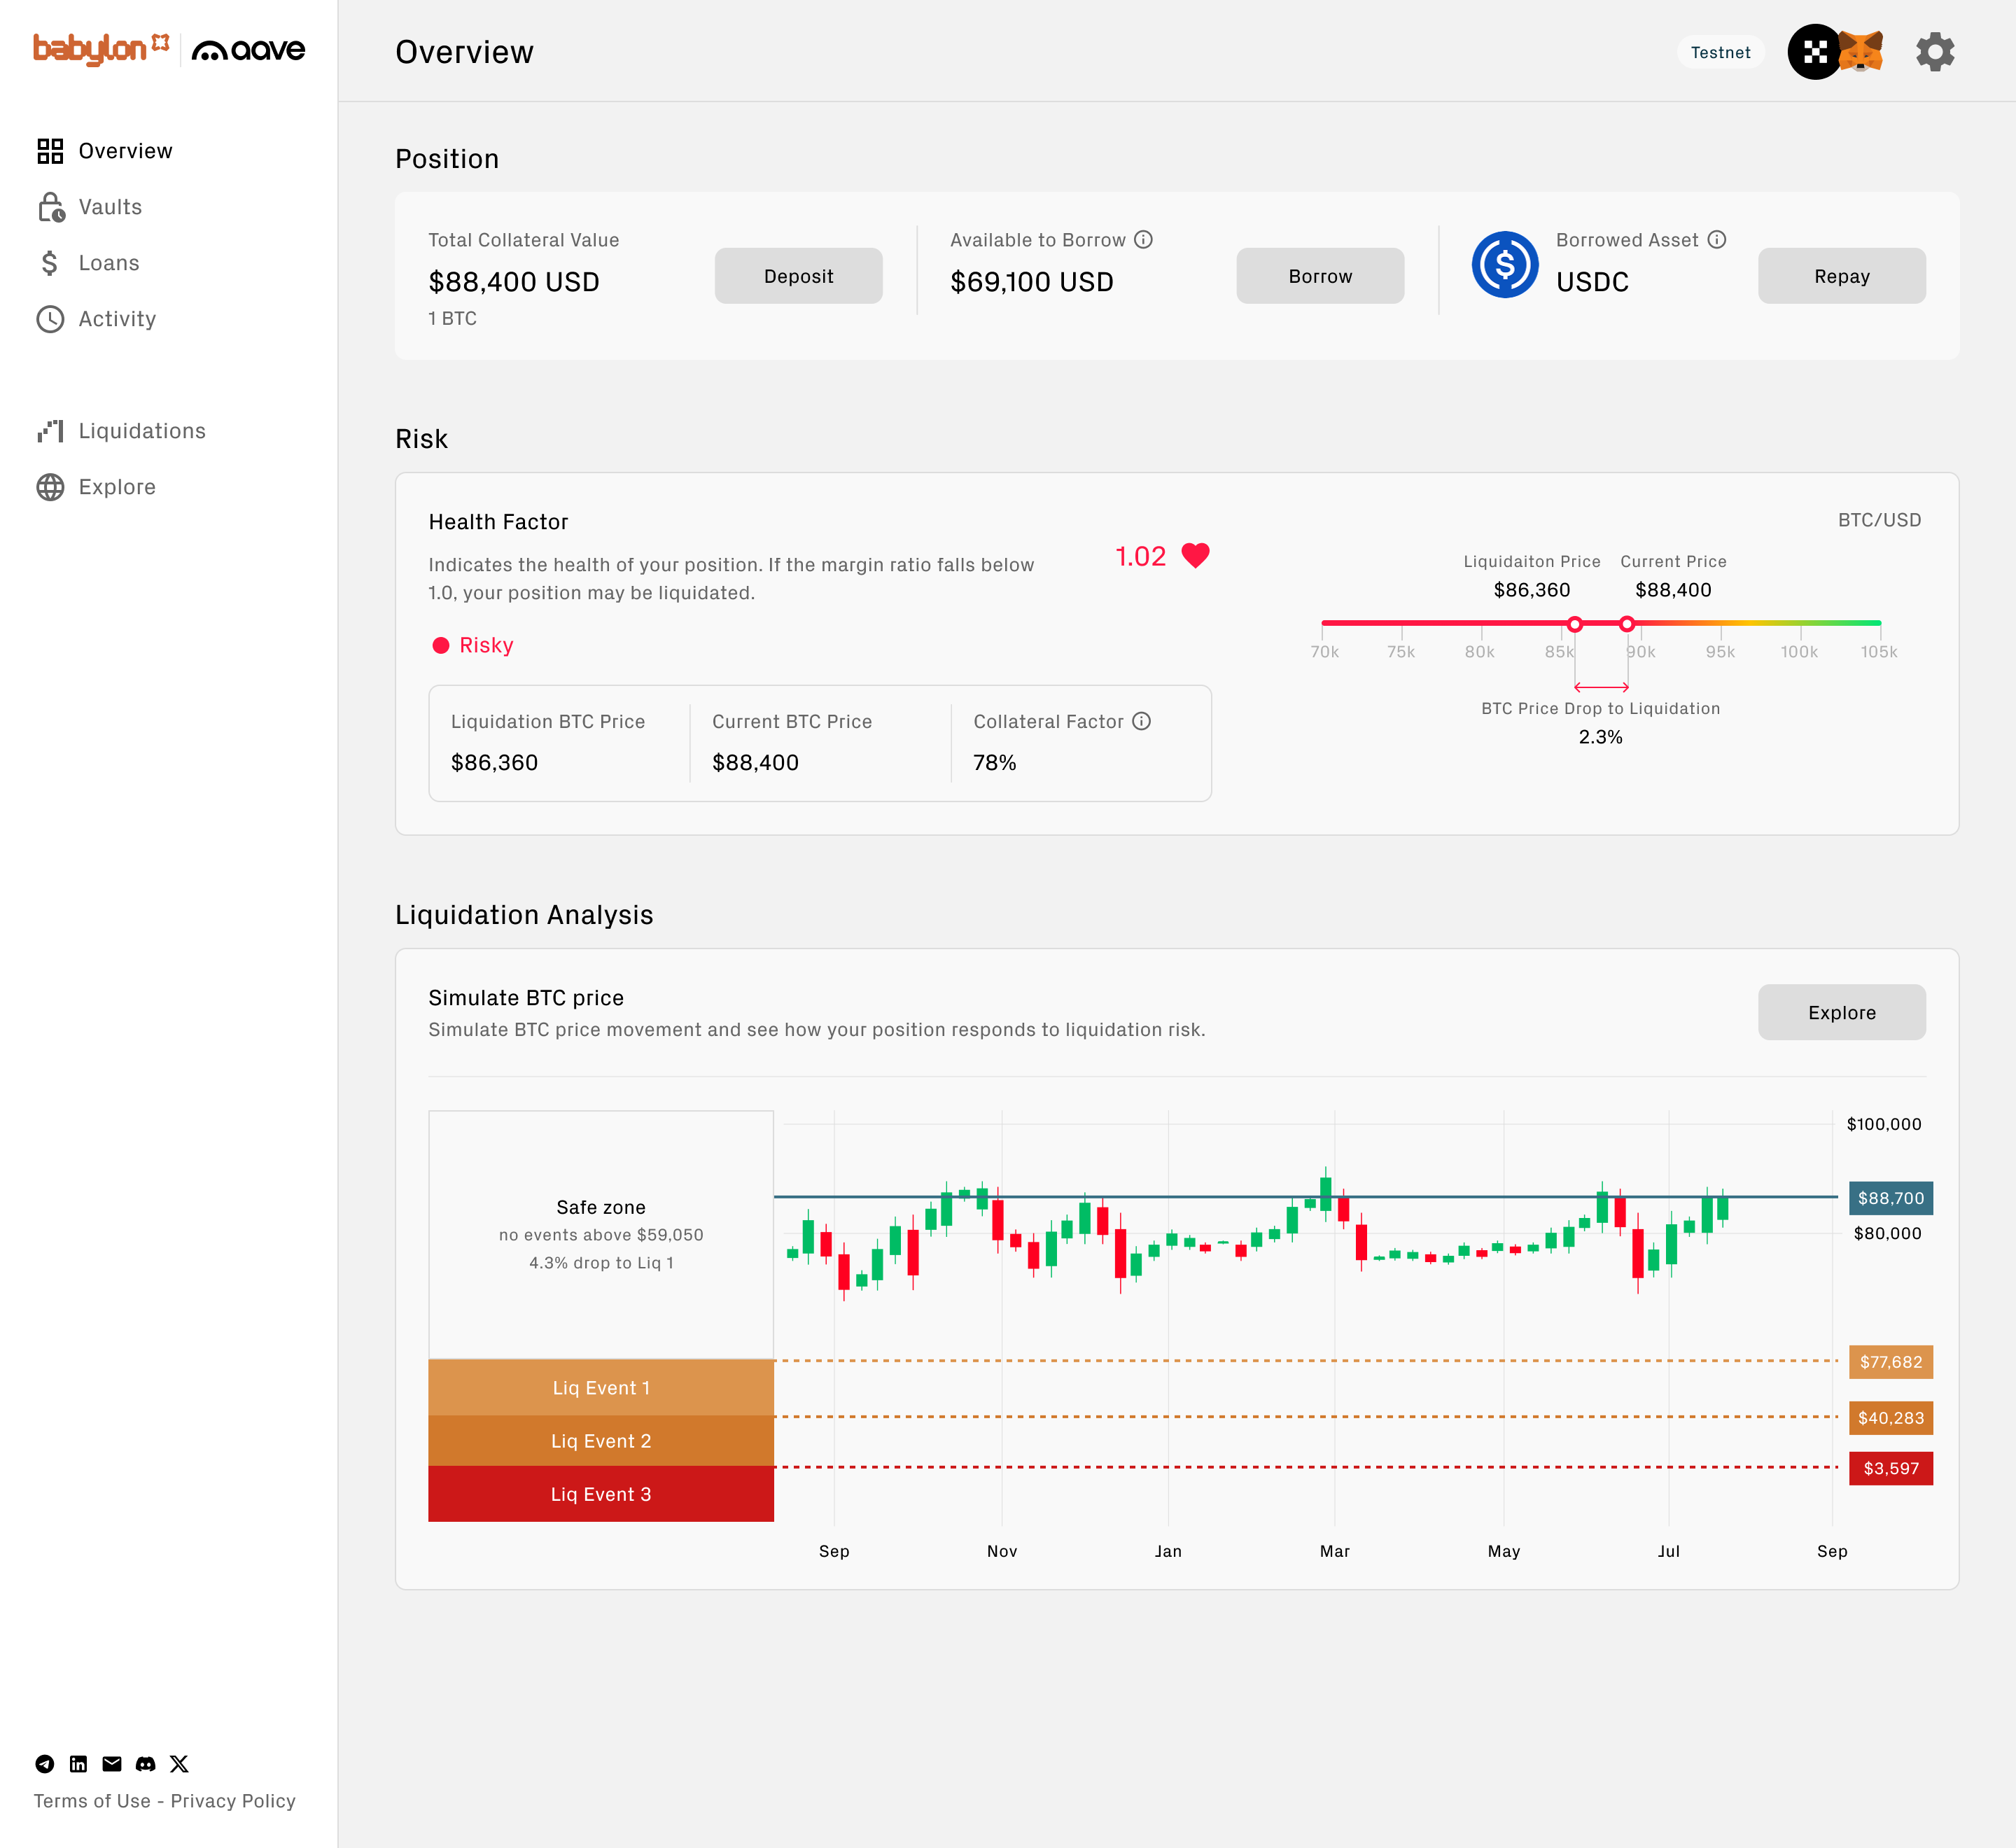 babylon
aave
Overview
Vaults
Loans
Activity
Liquidations
Explore
Terms of Use - Privacy Policy
Overview
Testnet
Position
Total Collateral Value
$88,400 USD
1 BTC
Deposit
Available to Borrow
$69,100 USD
Borrow
Borrowed Asset
USDC
Repay
Risk
Health Factor
Indicates the health of your position. If the margin ratio falls below
1.0, your position may be liquidated.
1.02
Risky
Liquidation BTC Price
$86,360
Current BTC Price
$88,400
Collateral Factor
78%
BTC/USD
Liquidaiton Price
$86,360
Current Price
$88,400
70k 75k 80k 85k 90k 95k 100k 105k
BTC Price Drop to Liquidation
2.3%
Liquidation Analysis
Simulate BTC price
Simulate BTC price movement and see how your position responds to liquidation risk.
Explore
Safe zone
no events above $59,050
4.3% drop to Liq 1
Liq Event 1
Liq Event 2
Liq Event 3
$100,000
$88,700
$80,000
$77,682
$40,283
$3,597
Sep Nov Jan Mar May Jul Sep